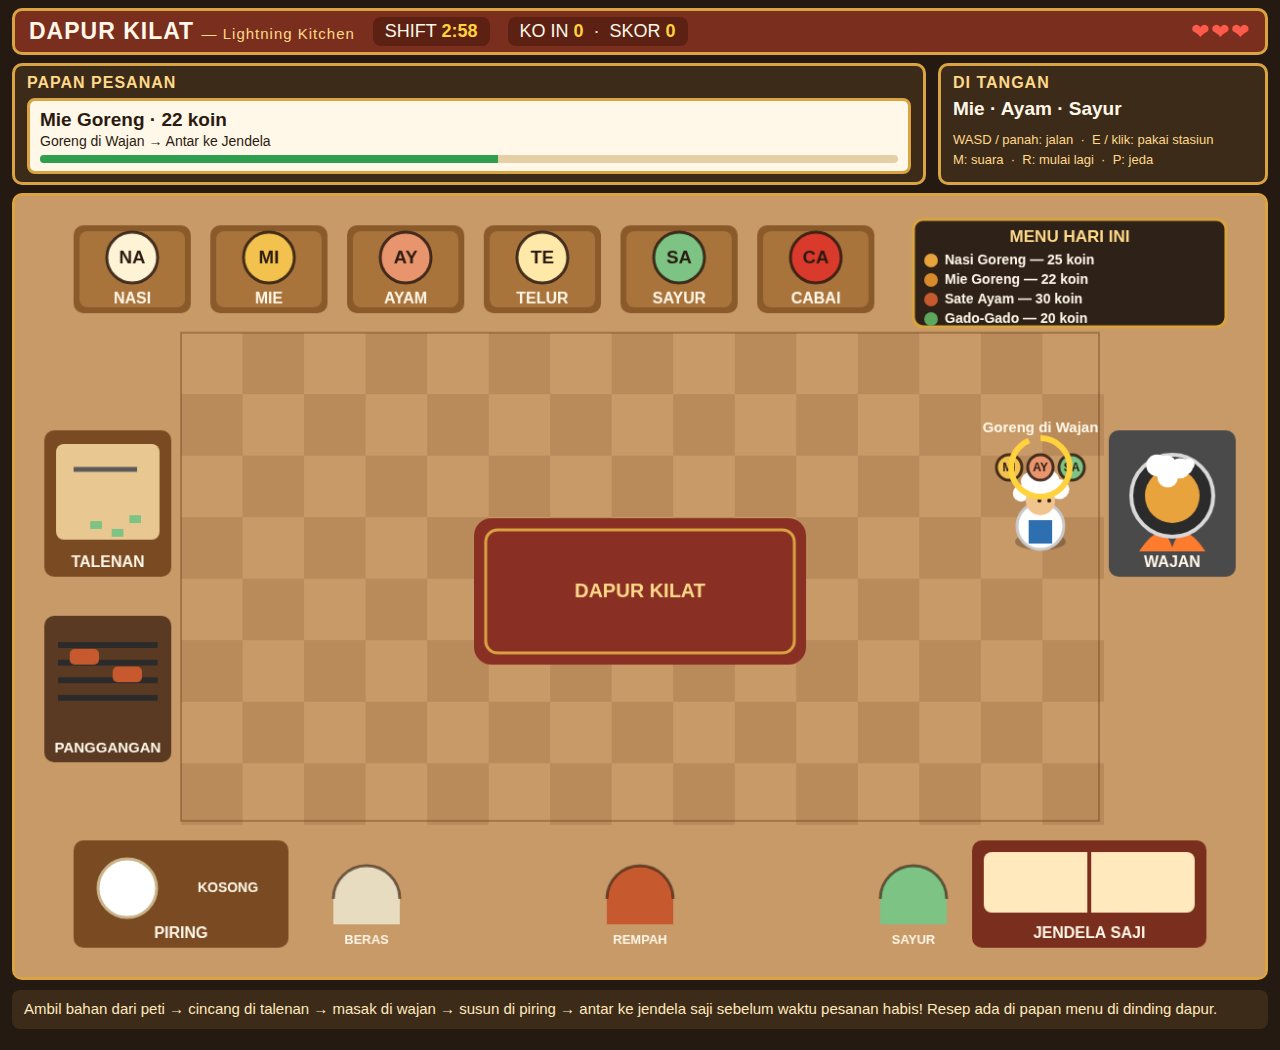 DAPUR KILAT — Lightning Kitchen SHIFT 2:58 KOIN 0 · SKOR 0
PAPAN PESANAN
Mie Goreng · 22 koin
Goreng di Wajan → Antar ke Jendela
DI TANGAN
Mie · Ayam · Sayur
WASD / panah: jalan · E / klik: pakai stasiun
M: suara · R: mulai lagi · P: jeda
NA MI AY TE SA CA
NASI MIE AYAM TELUR SAYUR CABAI
MENU HARI INI
Nasi Goreng — 25 koin
Mie Goreng — 22 koin
Sate Ayam — 30 koin
Gado-Gado — 20 koin
Goreng di Wajan
MI AY SA
TALENAN
WAJAN
DAPUR KILAT
PANGGANGAN
KOSONG
PIRING
BERAS
REMPAH
SAYUR
JENDELA SAJI
Ambil bahan dari peti → cincang di talenan → masak di wajan → susun di piring → antar ke jendela saji sebelum waktu pesanan habis! Resep ada di papan menu di dinding dapur.